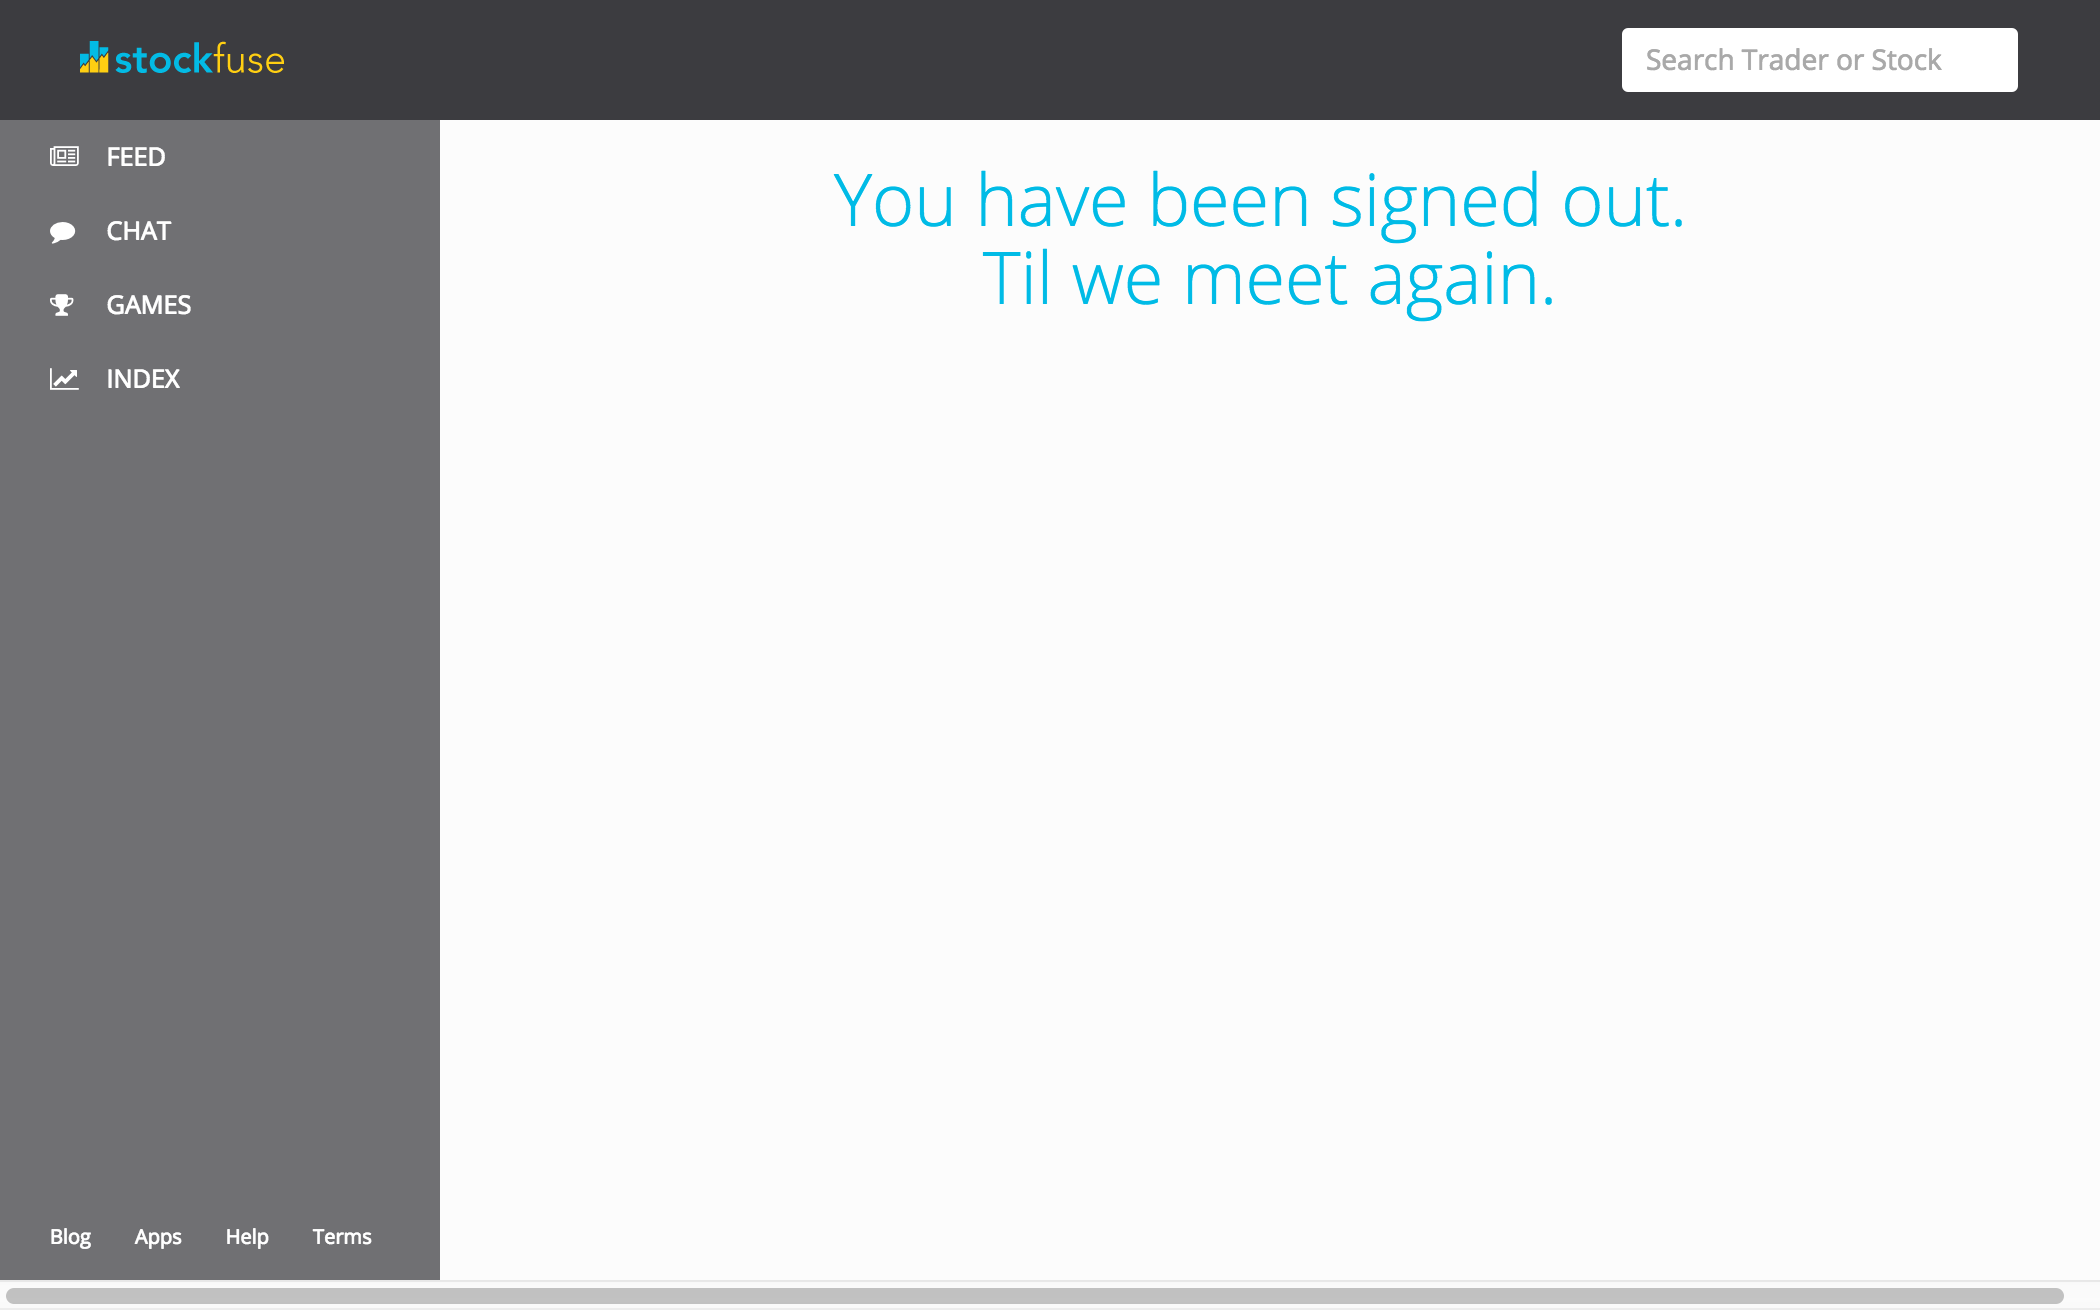 stockfuse
Search Trader or Stock
FEED
CHAT
GAMES
INDEX
You have been signed out.
Til we meet again.
Blog Apps Help Terms